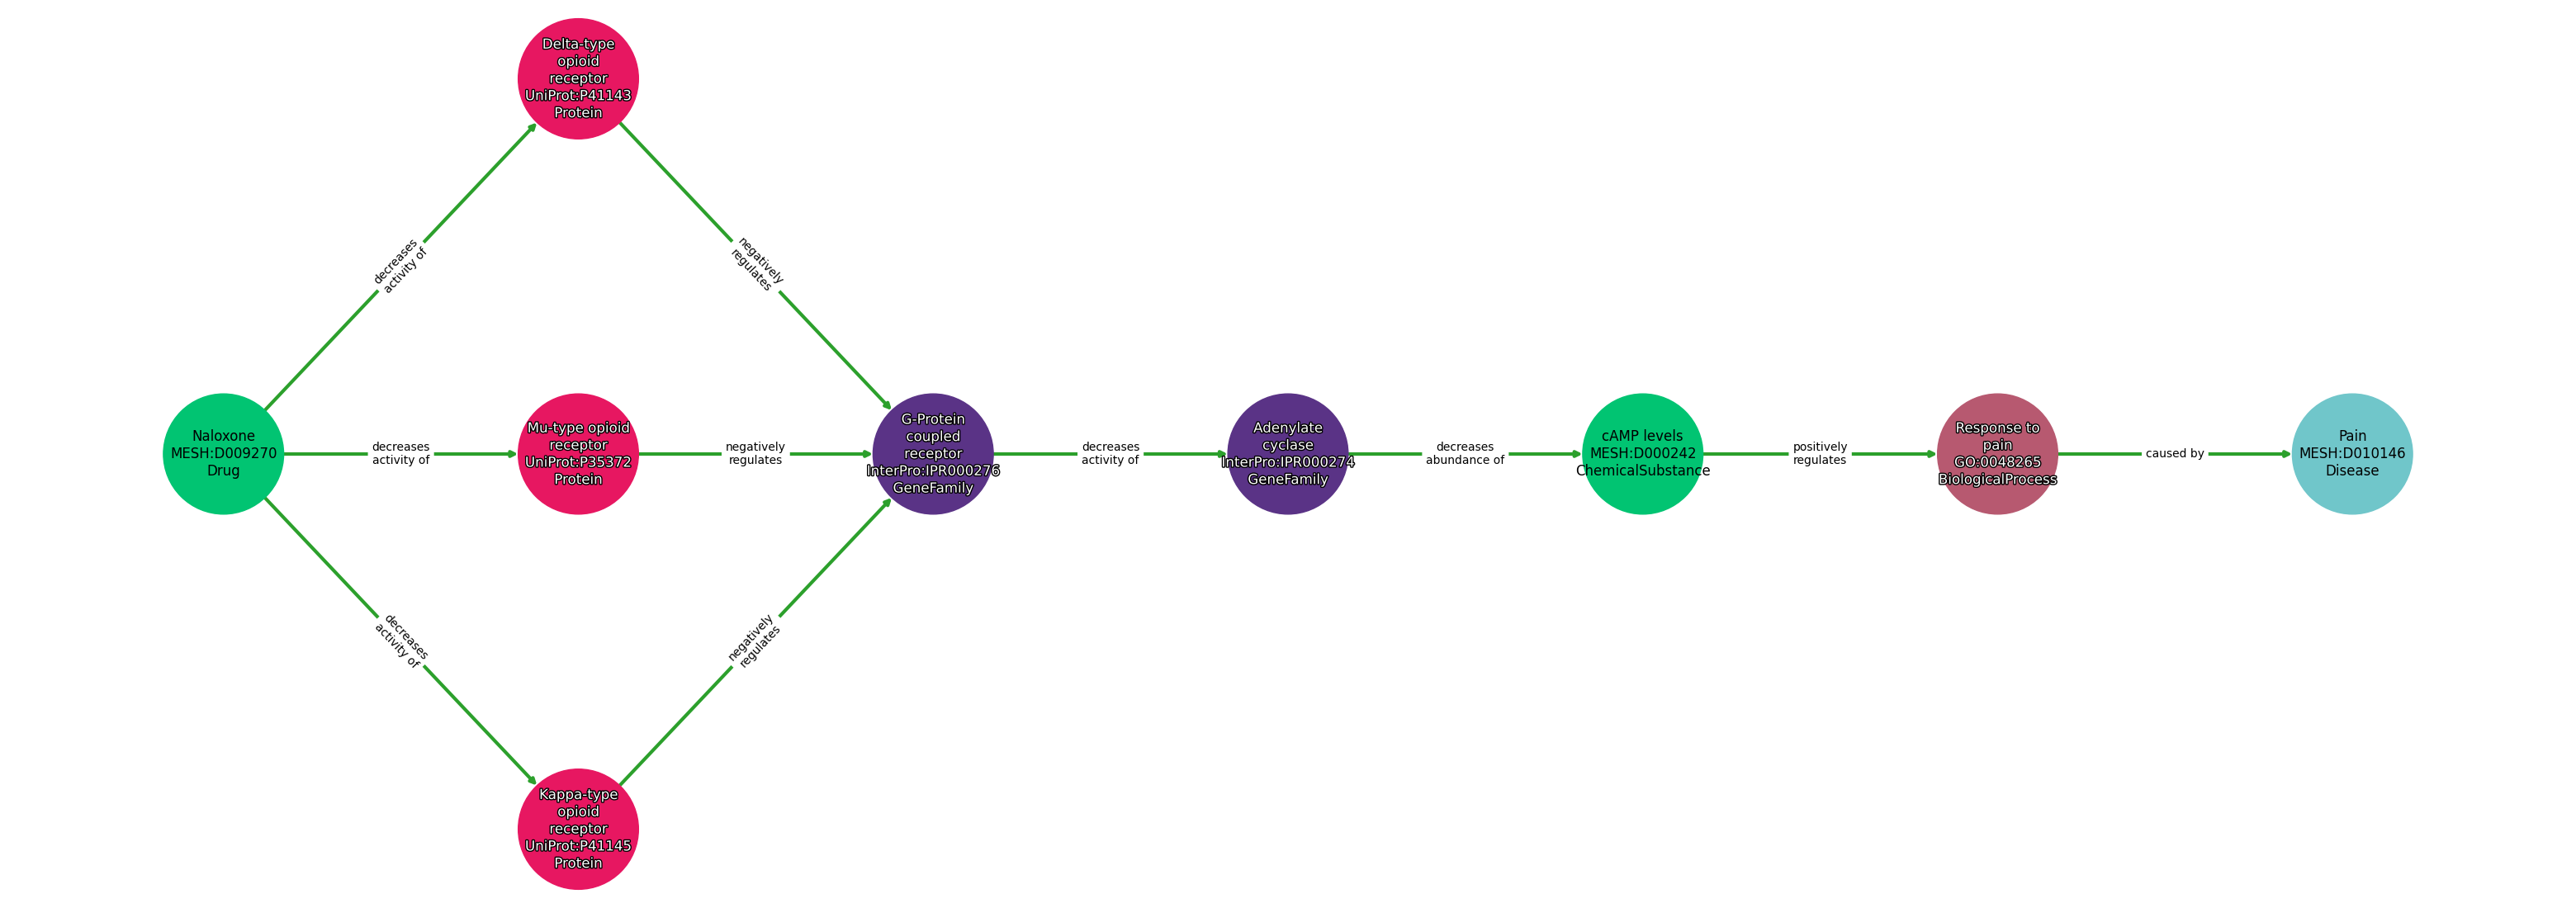 Delta-type
opioid
receptor
UniProt:P41143
Protein
decreases
activity of
negatively
regulates
Naloxone
MESH:D009270
Drug
decreases
activity of
Mu-type opioid
receptor
UniProt:P35372
Protein
negatively
regulates
G-Protein
coupled
receptor
InterPro:IPR000276
GeneFamily
decreases
activity of
Adenylate
cyclase
InterPro:IPR000274
GeneFamily
decreases
abundance of
cAMP levels
MESH:D000242
ChemicalSubstance
positively
regulates
Response to
pain
GO:0048265
BiologicalProcess
caused by
Pain
MESH:D010146
Disease
decreases
activity of
negatively
regulates
Kappa-type
opioid
receptor
UniProt:P41145
Protein